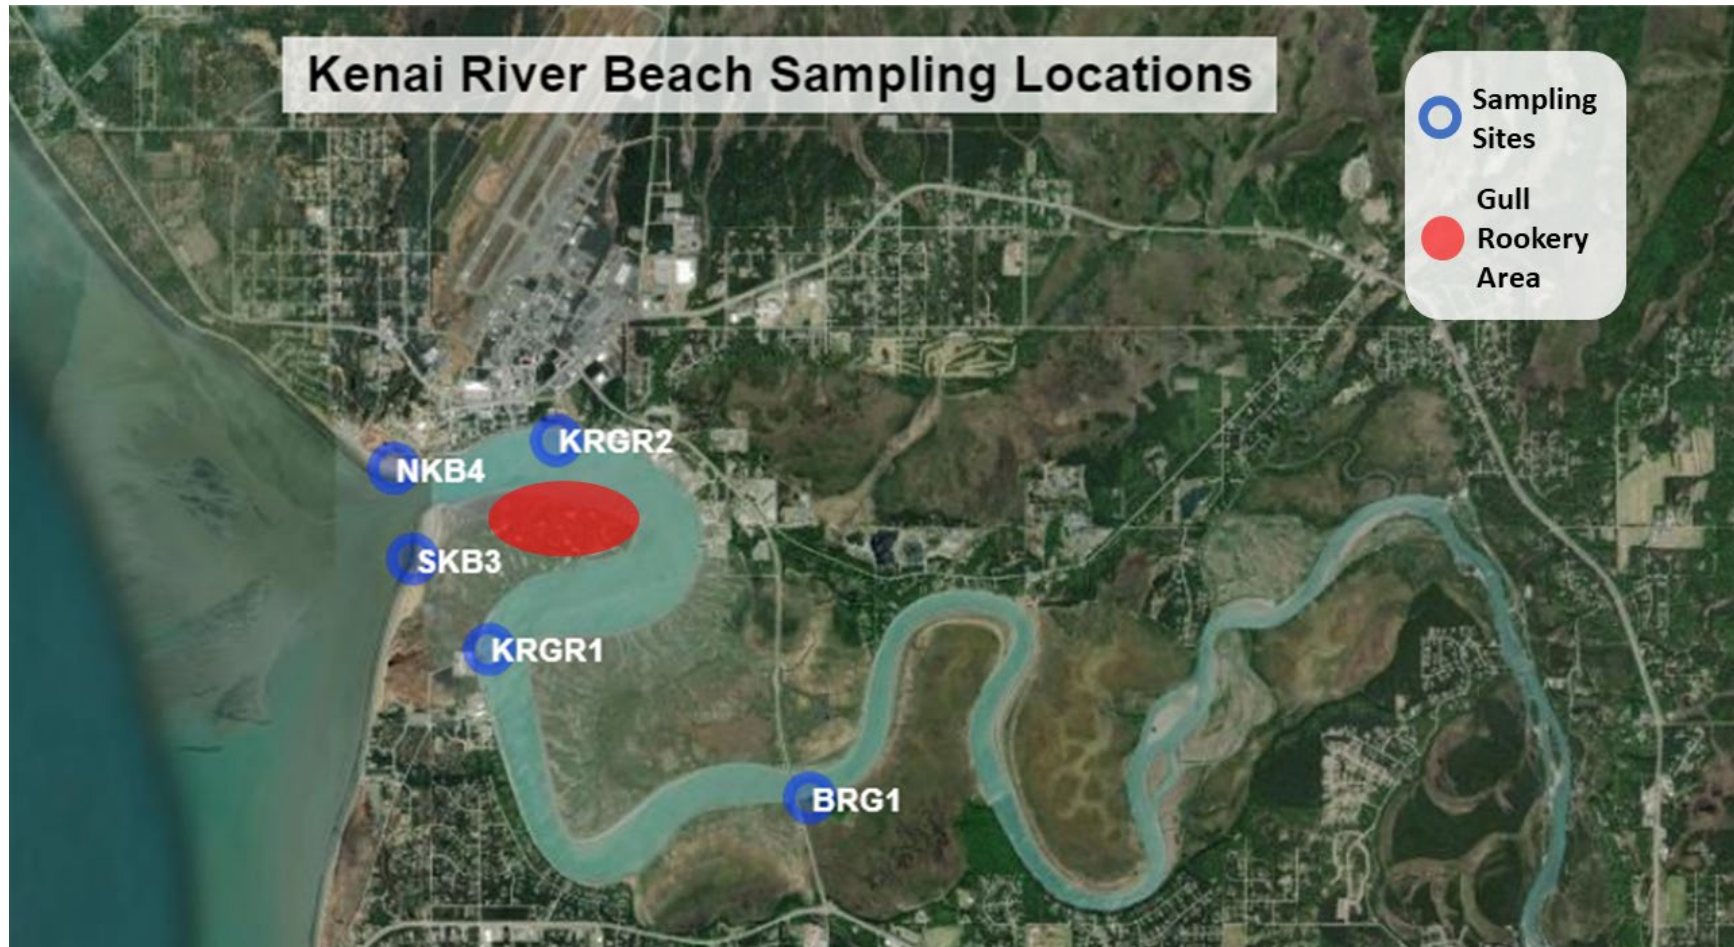 Kenai River Beach Sampling Locations
Sampling
Sites
Gull
Rookery
Area
KRGR2
NKB4
SKB3
KRGR1
BRG1